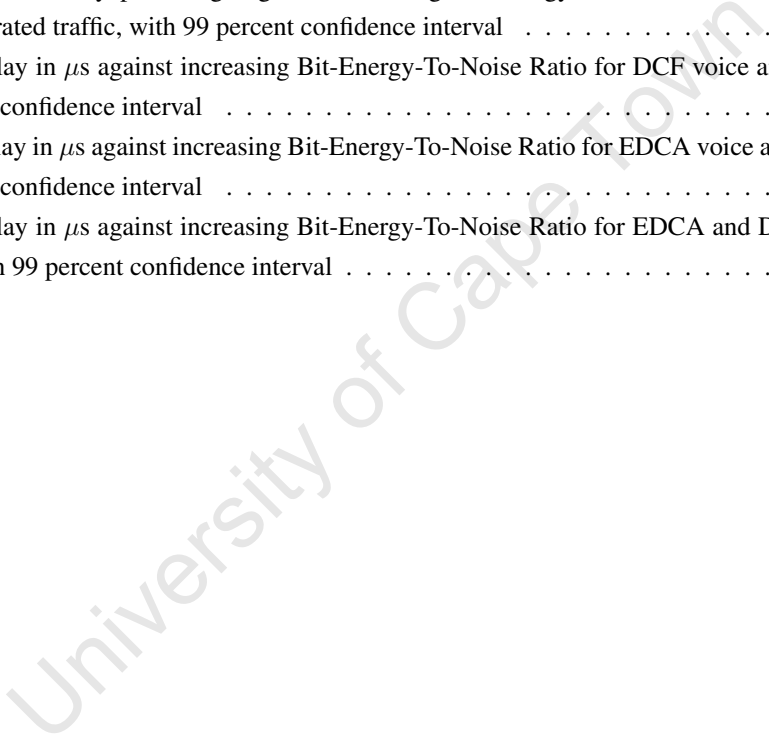 rated traffic, with 99 percent confidence interval . . . . . . . . . . . . .
lay in μs against increasing Bit-Energy-To-Noise Ratio for DCF voice a
confidence interval . . . . . . . . . . . . . . . . . . . . . . . . . . . .
lay in μs against increasing Bit-Energy-To-Noise Ratio for EDCA voice a
confidence interval . . . . . . . . . . . . . . . . . . . . . . . . . . . .
lay in μs against increasing Bit-Energy-To-Noise Ratio for EDCA and D
99 percent confidence interval . . . . . . . . . . . . . . . . . . . . . .
University of Cape Town